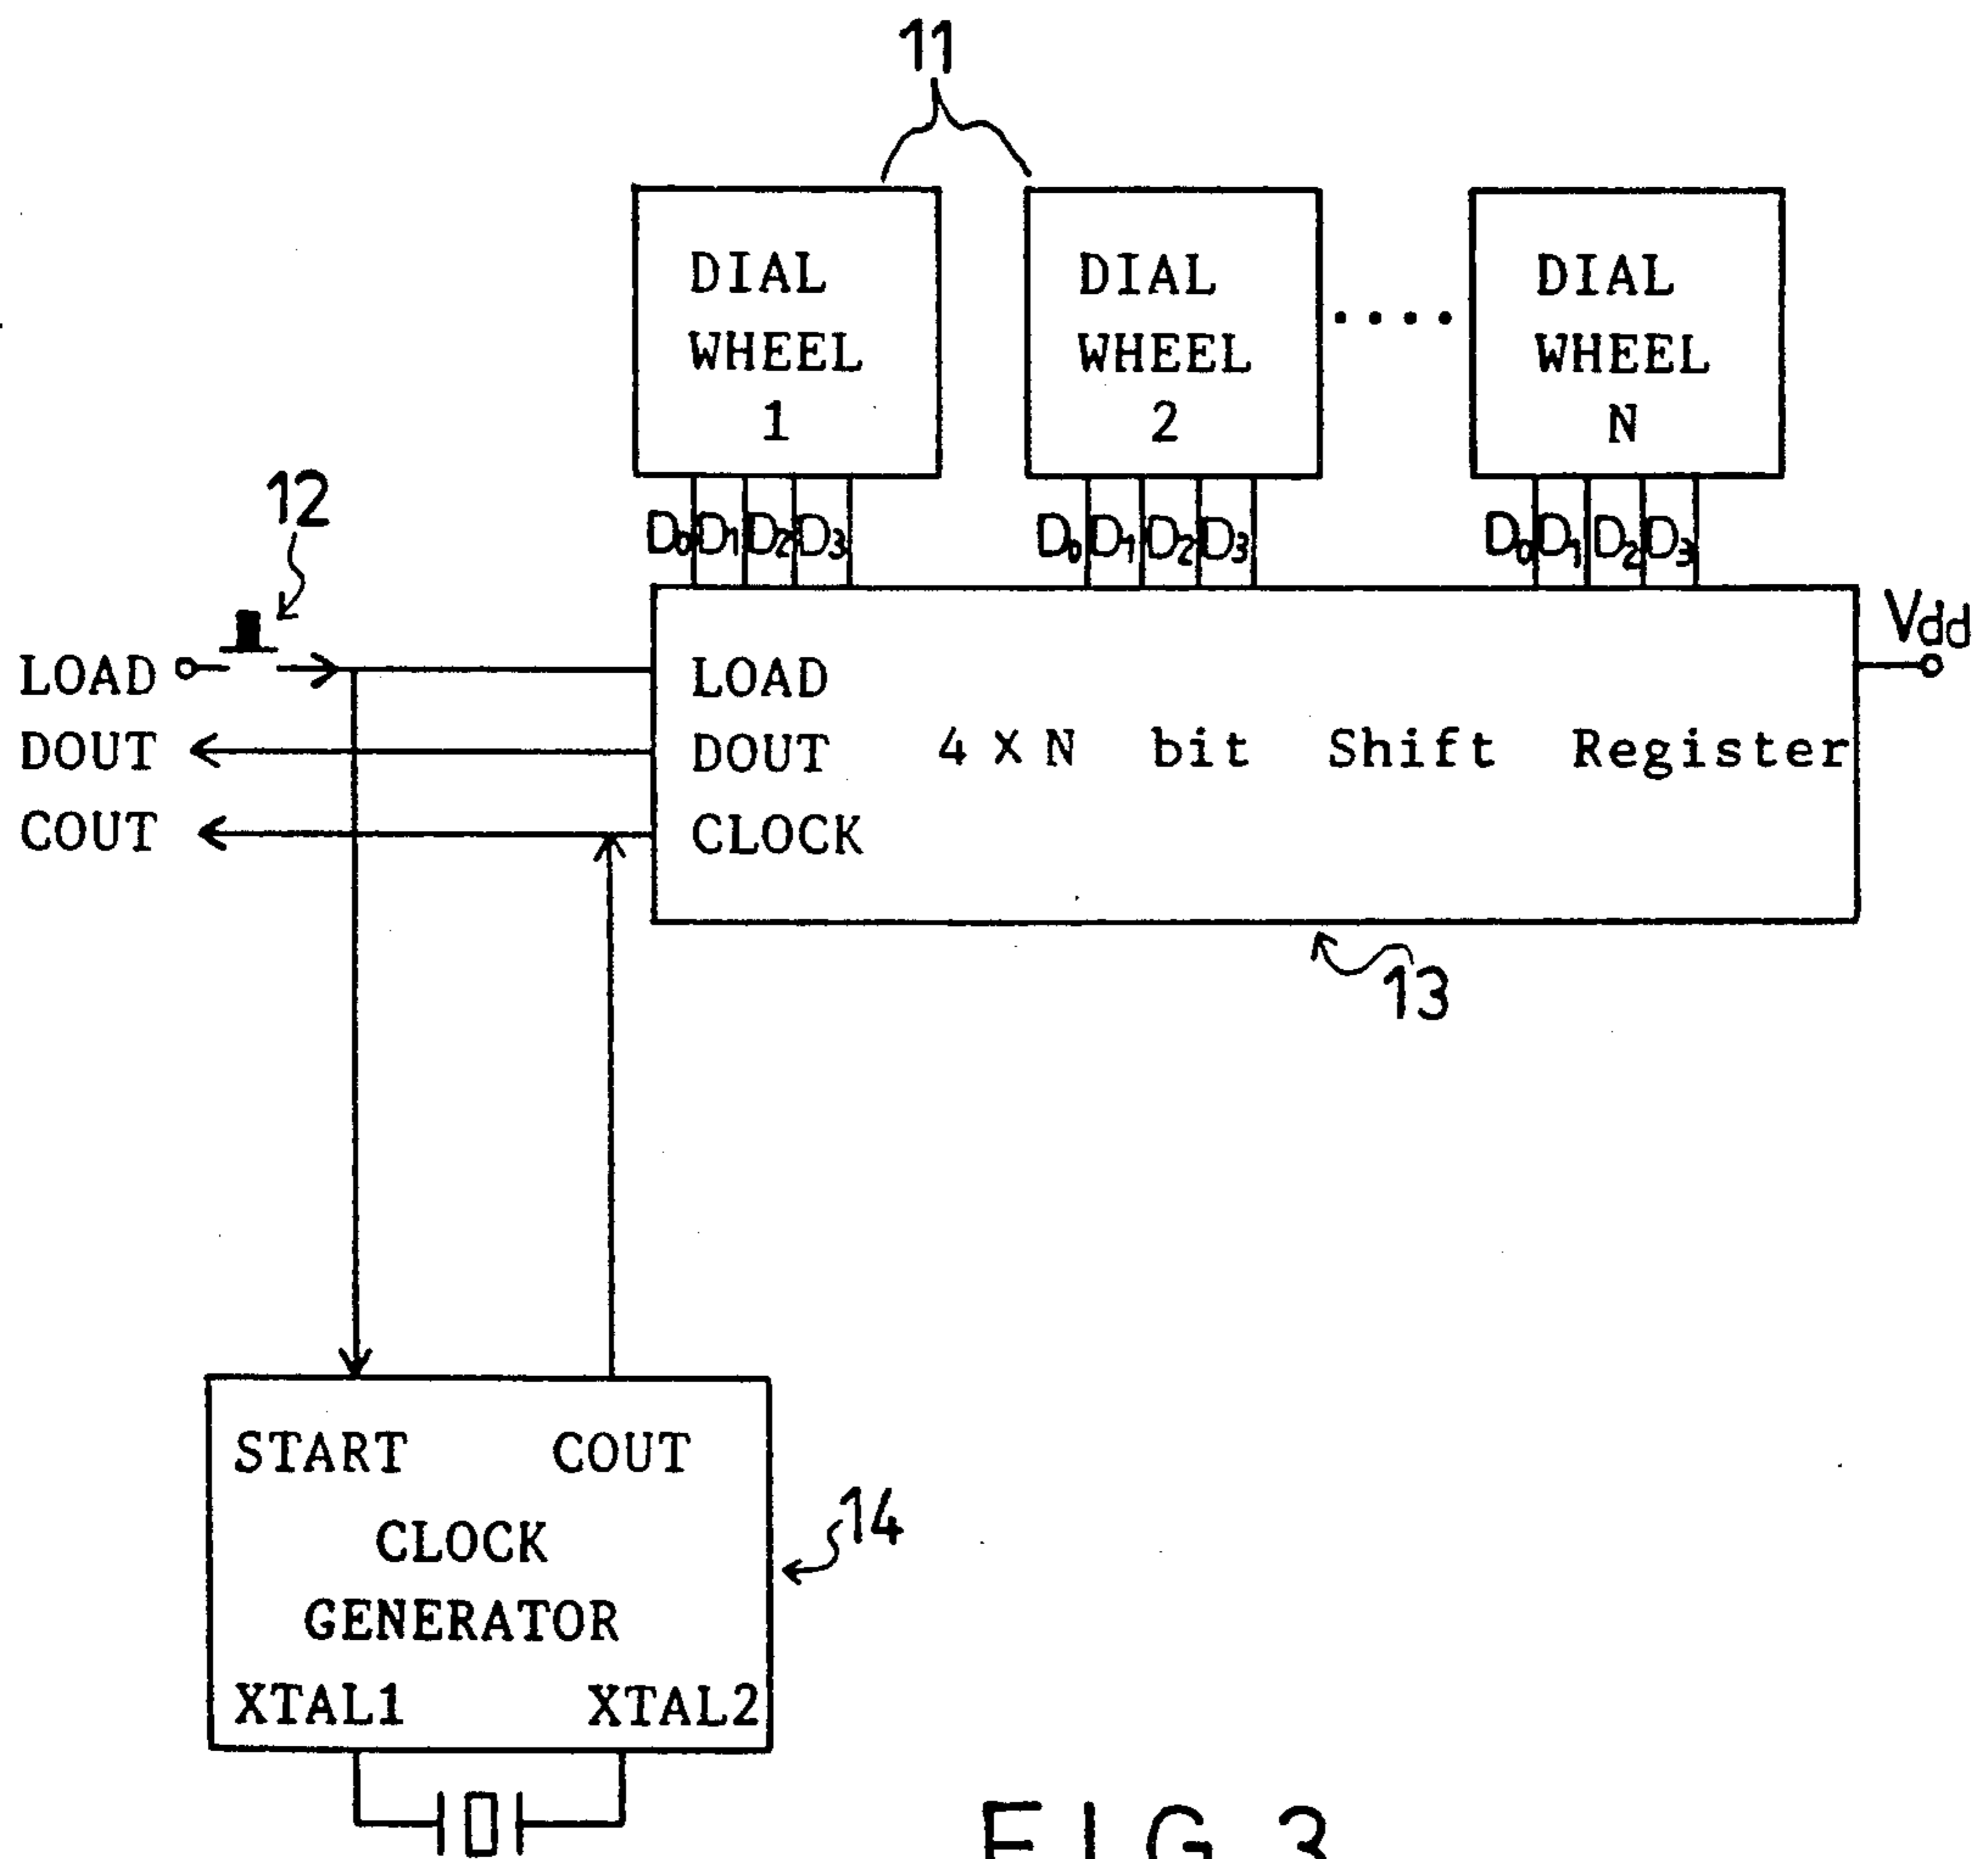 11
DIAL WHEEL 1
DIAL WHEEL 2
DIAL WHEEL N
12
D0 D1 D2 D3
D0 D1 D2 D3
D0 D1 D2 D3
Vdd
LOAD
DOUT
COUT
LOAD
DOUT
CLOCK
4 X N bit Shift Register
13
START COUT
CLOCK
GENERATOR
XTAL1 XTAL2
14
FIG 3